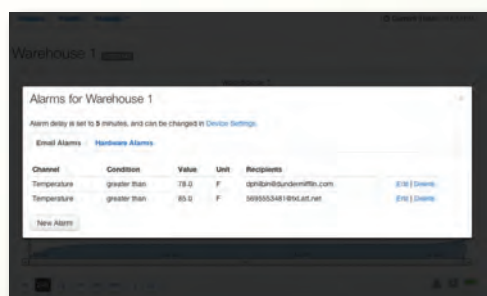 Warehouse 1
Alarms for Warehouse 1
Alarm delay is set to 5 minutes, and can be changed in Device Settings.
Email Alarms Hardware Alarms
Channel Condition Value Unit Recipients
Temperature greater than 78.0 F dphilbin@dundermifflin.com Edit | Delete
Temperature greater than 85.0 F 5695553481@txt.att.net Edit | Delete
New Alarm